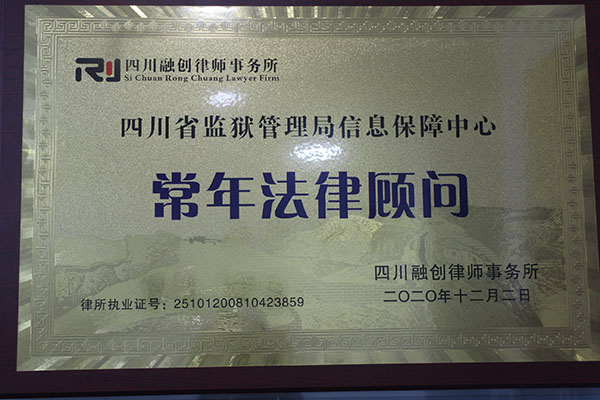 四川融创律师事务所
Si Chuan Rong Chuang Lawyer Firm
四川省监狱管理局信息保障中心
常年法律顾问
四川融创律师事务所
律所执业证号：25101200810423859
二〇二〇年十二月二日